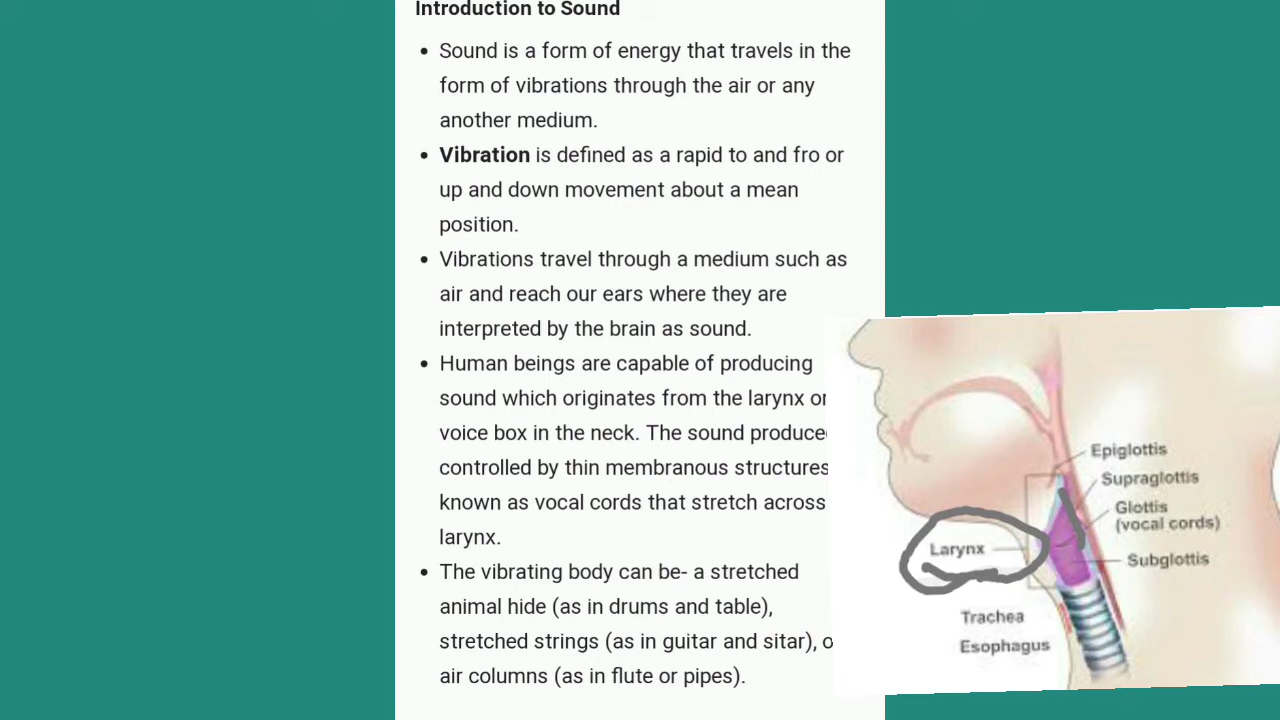 Introduction to Sound
Sound is a form of energy that travels in the
form of vibrations through the air or any
another medium.
Vibration is defined as a rapid to and fro or
up and down movement about a mean
position.
Vibrations travel through a medium such as
air and reach our ears where they are
interpreted by the brain as sound.
Human beings are capable of producing
sound which originates from the larynx or
voice box in the neck. The sound produce
controlled by thin membranous structures
known as vocal cords that stretch across
larynx.
The vibrating body can be- a stretched
animal hide (as in drums and table),
stretched strings (as in guitar and sitar), o
air columns (as in flute or pipes).
Epiglottis
Supraglottis
Glottis
(vocal cords)
Larynx
Subglottis
Trachea
Esophagus